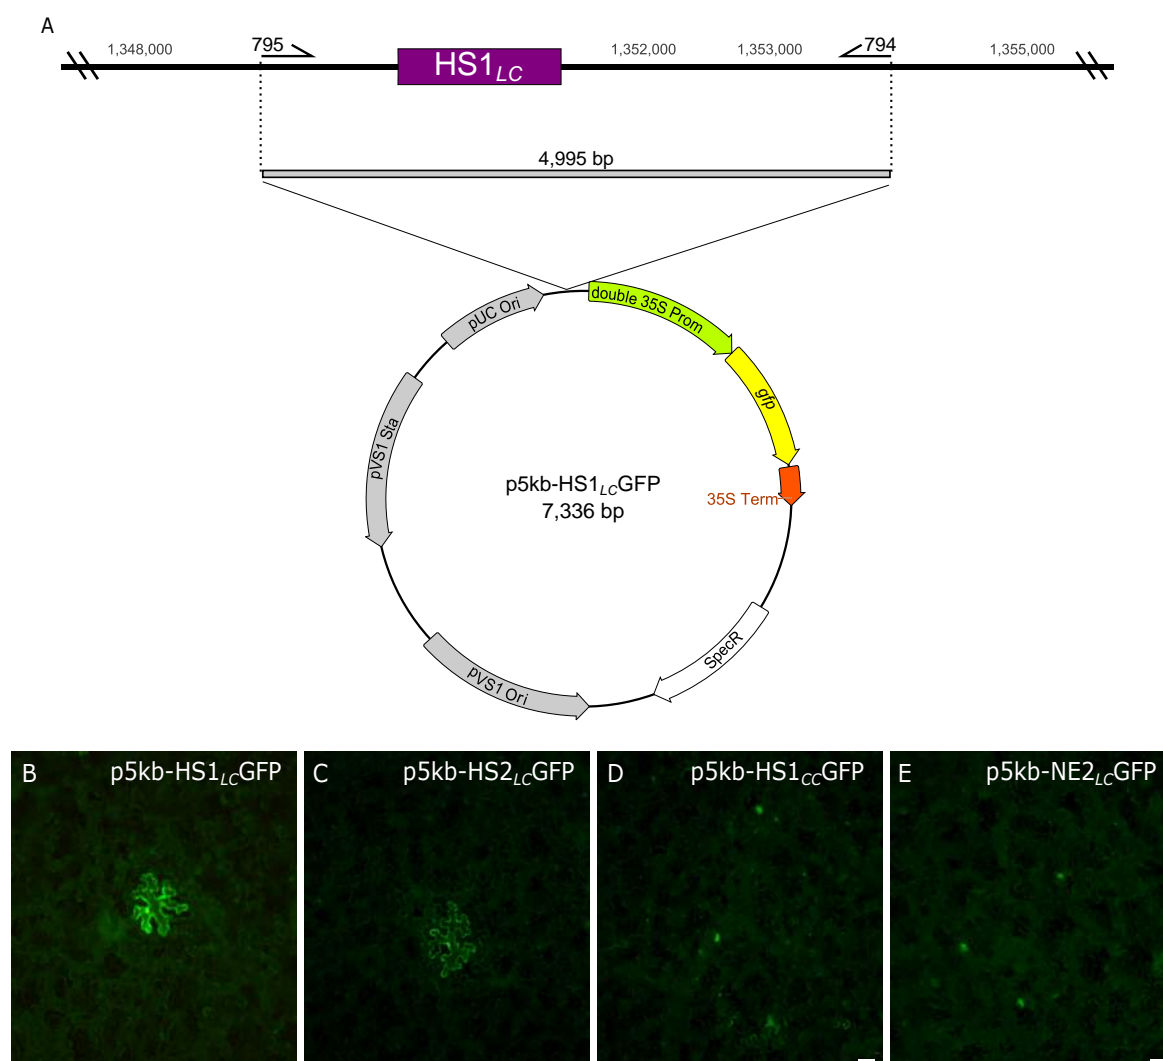 A
1,348,000
795
HS1LC
1,352,000
1,353,000
794
1,355,000
4,995 bp
double 35S Prom
pUC Ori
gfp
pVS1 Sta
p5kb-HS1LCGFP
7,336 bp
35S Term
SpecR
pVS1 Ori
B p5kb-HS1LCGFP
C p5kb-HS2LCGFP
D p5kb-HS1CCGFP
E p5kb-NE2LCGFP